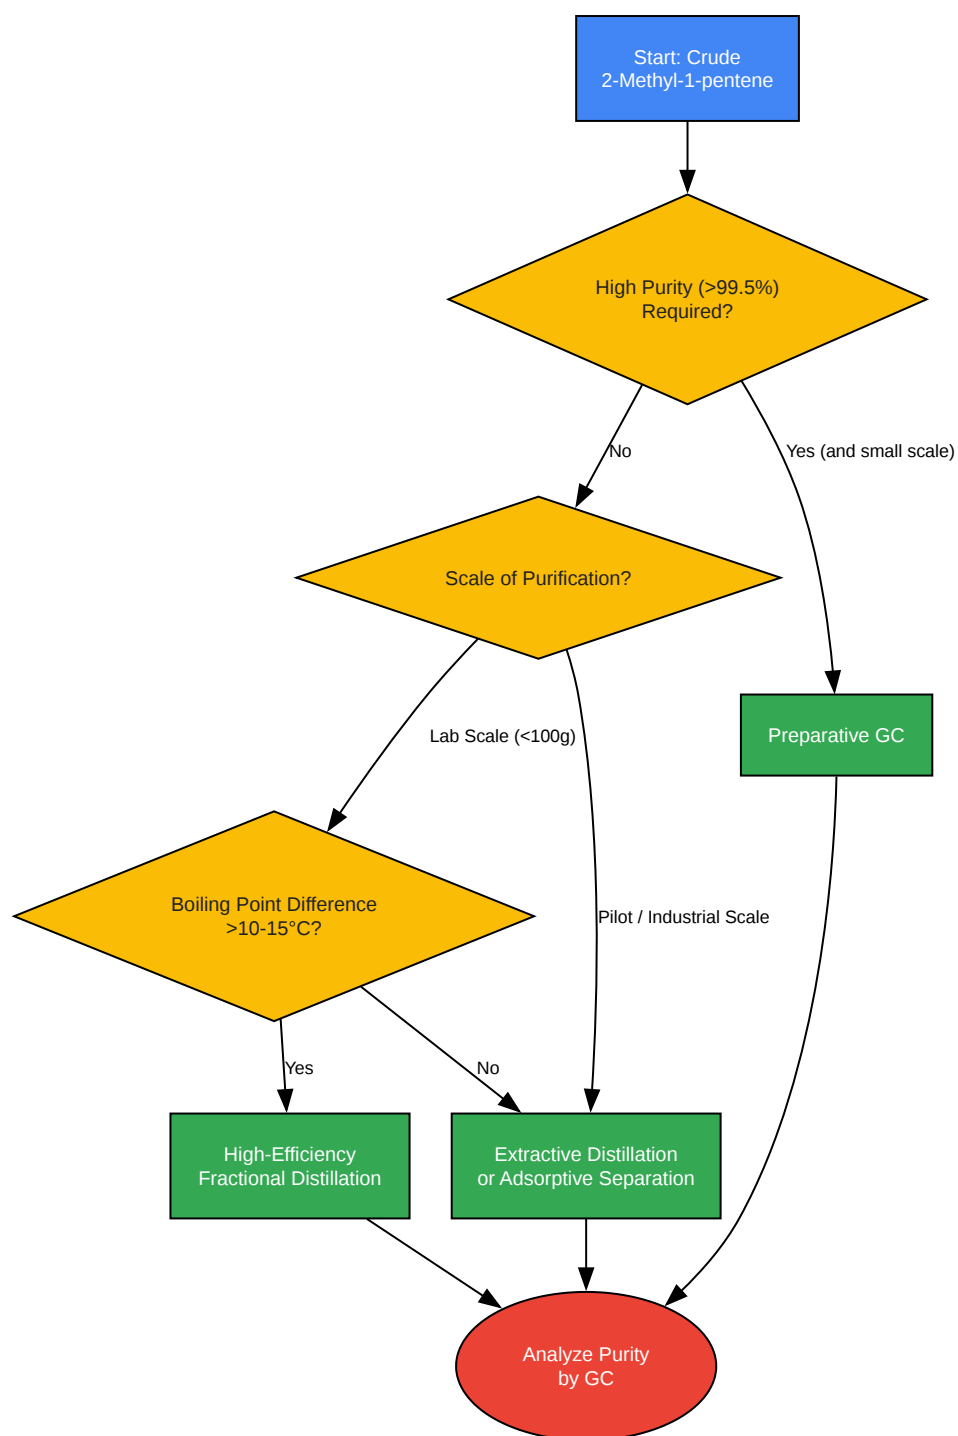 Start: Crude
2-Methyl-1-pentene
High Purity (>99.5%)
Required?
No
Yes (and small scale)
Scale of Purification?
Lab Scale (<100g)
Preparative GC
Boiling Point Difference
>10-15°C?
Pilot / Industrial Scale
Yes
No
High-Efficiency
Fractional Distillation
Extractive Distillation
or Adsorptive Separation
Analyze Purity
by GC